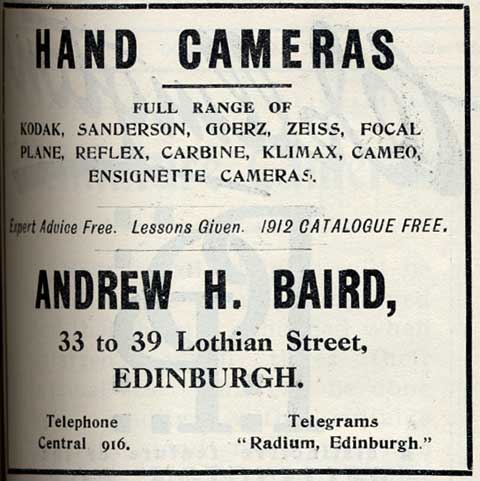 HAND CAMERAS
FULL RANGE OF
KODAK, SANDERSON, GOERZ, ZEISS, FOCAL
PLANE, REFLEX, CARBINE, KLIMAX, CAMEO,
ENSIGNETTE CAMERAS.
Expert Advice Free. Lessons Given. 1912 CATALOGUE FREE.
ANDREW H. BAIRD,
33 to 39 Lothian Street,
EDINBURGH.
Telephone
Central 916.
Telegrams
"Radium, Edinburgh."